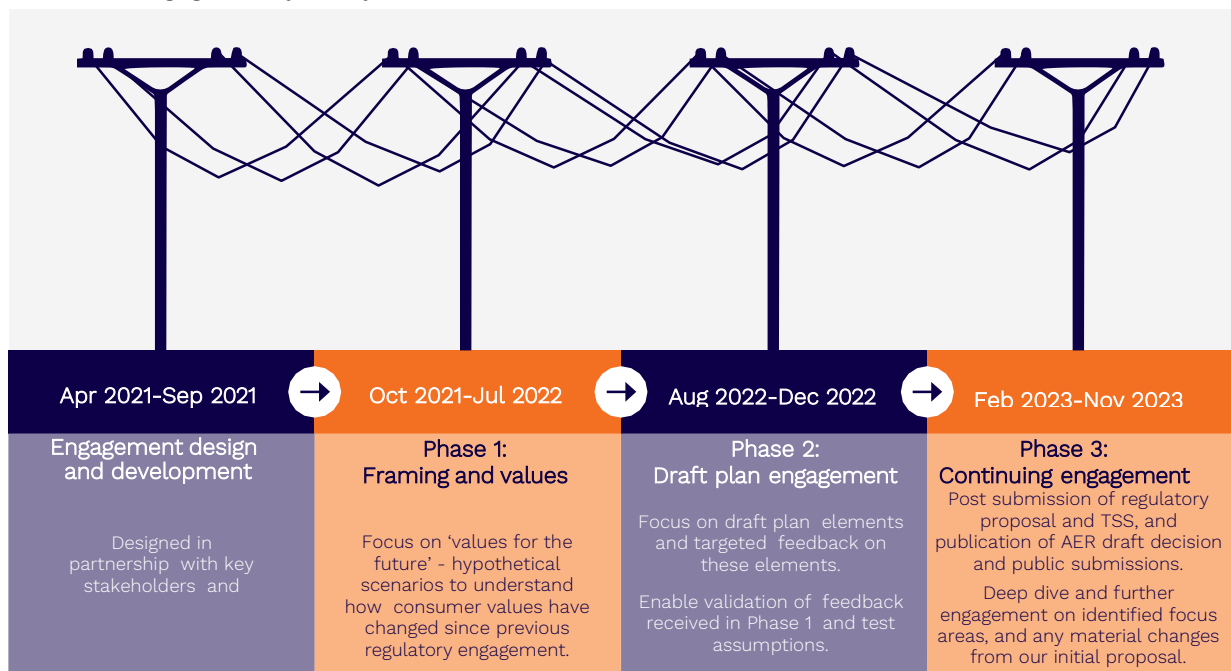 Apr 2021-Sep 2021
Oct 2021-Jul 2022
Aug 2022-Dec 2022
Feb 2023-Nov 2023
Engagement design
and development
Designed in
partnership with key
stakeholders and
Phase 1:
Framing and values
Focus on ‘values for the
future’ - hypothetical
scenarios to understand
how consumer values have
changed since previous
regulatory engagement.
Phase 2:
Draft plan engagement
Focus on draft plan elements
and targeted feedback on
these elements.
Enable validation of feedback
received in Phase 1 and test
assumptions.
Phase 3:
Continuing engagement
Post submission of regulatory
proposal and TSS, and
publication of AER draft decision
and public submissions.
Deep dive and further
engagement on identified focus
areas, and any material changes
from our initial proposal.